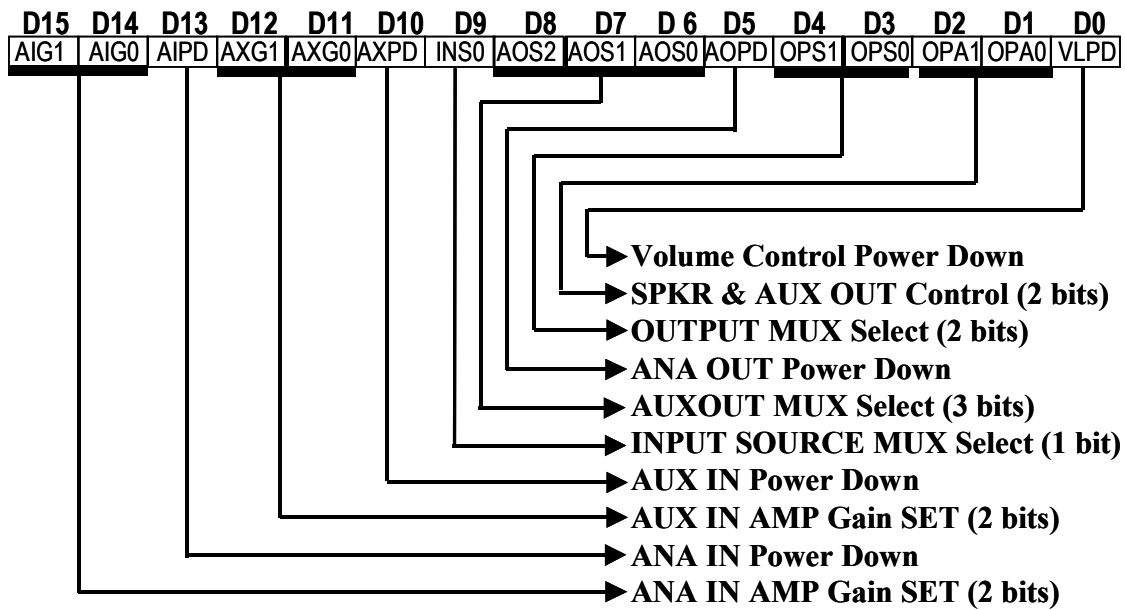 D15 D14 D13 D12 D11 D10 D9 D8 D7 D 6 D5 D4 D3 D2 D1 D0
AIG1 AIG0 AIPD AXG1 AXG0 AXPD INS0 AOS2 AOS1 AOS0 AOPD OPS1 OPS0 OPA1 OPA0 VLPD
Volume Control Power Down
SPKR & AUX OUT Control (2 bits)
OUTPUT MUX Select (2 bits)
ANA OUT Power Down
AUXOUT MUX Select (3 bits)
INPUT SOURCE MUX Select (1 bit)
AUX IN Power Down
AUX IN AMP Gain SET (2 bits)
ANA IN Power Down
ANA IN AMP Gain SET (2 bits)